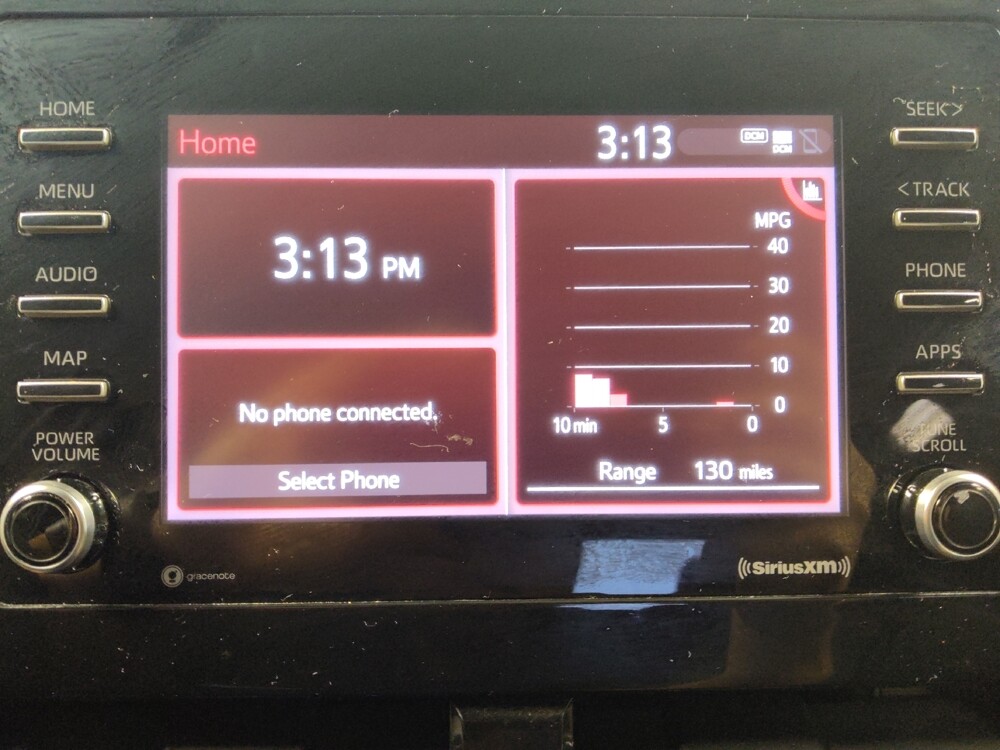 HOME
MENU
AUDIO
MAP
POWER
VOLUME
Home
3:13
DCM
DCM
3:13 PM
No phone connected.
Select Phone
MPG
40
30
20
10
0
10 min 5 0
Range 130 miles
SEEK>
<TRACK
PHONE
APPS
TUNE
SCROLL
gracenote
((SiriusXM))